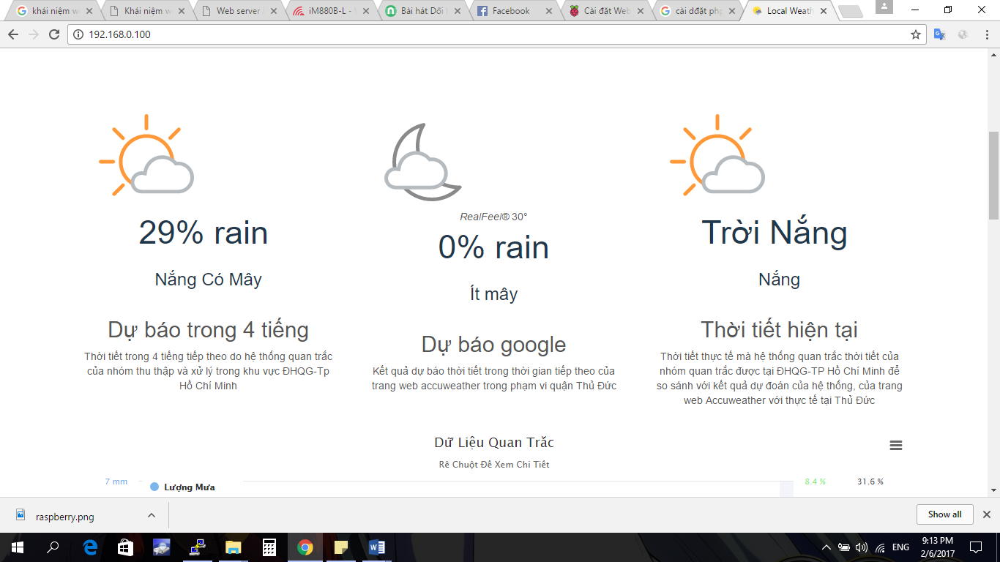 khái niệm w
Khái niệm w
Web server
iM880B-L -
Bài hát Dối
Facebook
Cài đặt Web
cài dđặt php
Local Weath
192.168.0.100
29% rain
Nắng Có Mây
Dự báo trong 4 tiếng
Thời tiết trong 4 tiếng tiếp theo do hệ thống quan trắc
của nhóm thu thập và xử lý trong khu vực ĐHQG-Tp
Hồ Chí Minh
RealFeel® 30°
0% rain
Ít mây
Dự báo google
Kết quả dự báo thời tiết trong thời gian tiếp theo của
trang web accuweather trong phạm vi quận Thủ Đức
Trời Nắng
Nắng
Thời tiết hiện tại
Thời tiết thực tế mà hệ thống quan trắc thời tiết của
nhóm quan trắc được tại ĐHQG-TP Hồ Chí Minh để
so sánh với kết quả dự đoán của hệ thống, của trang
web Accuweather với thực tế tại Thủ Đức
Dữ Liệu Quan Trắc
Rê Chuột Để Xem Chi Tiết
7 mm
Lượng Mưa
8.4 %
31.6 %
raspberry.png
Show all
ENG
9:13 PM
2/6/2017